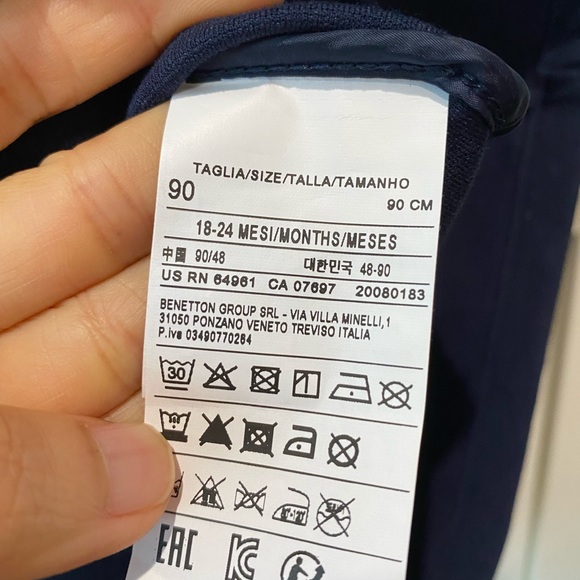 TAGLIA/SIZE/TALLA/TAMANHO
90 90 CM
18-24 MESI/MONTHS/MESES
中国 90/48 대한민국 48-90
US RN 64961 CA 07697 20080183
BENETTON GROUP SRL - VIA VILLA MINELLI,1
31050 PONZANO VENETO TREVISO ITALIA
P.iva 03490770264
30
EAC